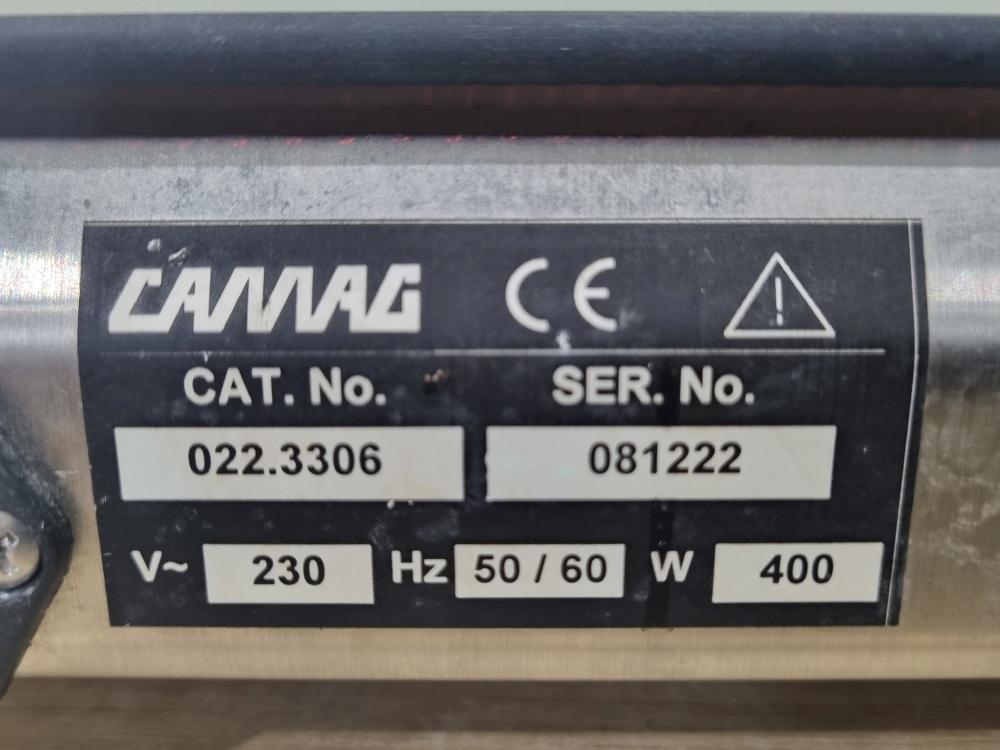 CAMAG CE
CAT. No. SER. No.
022.3306 081222
V~ 230 Hz 50 / 60 W 400